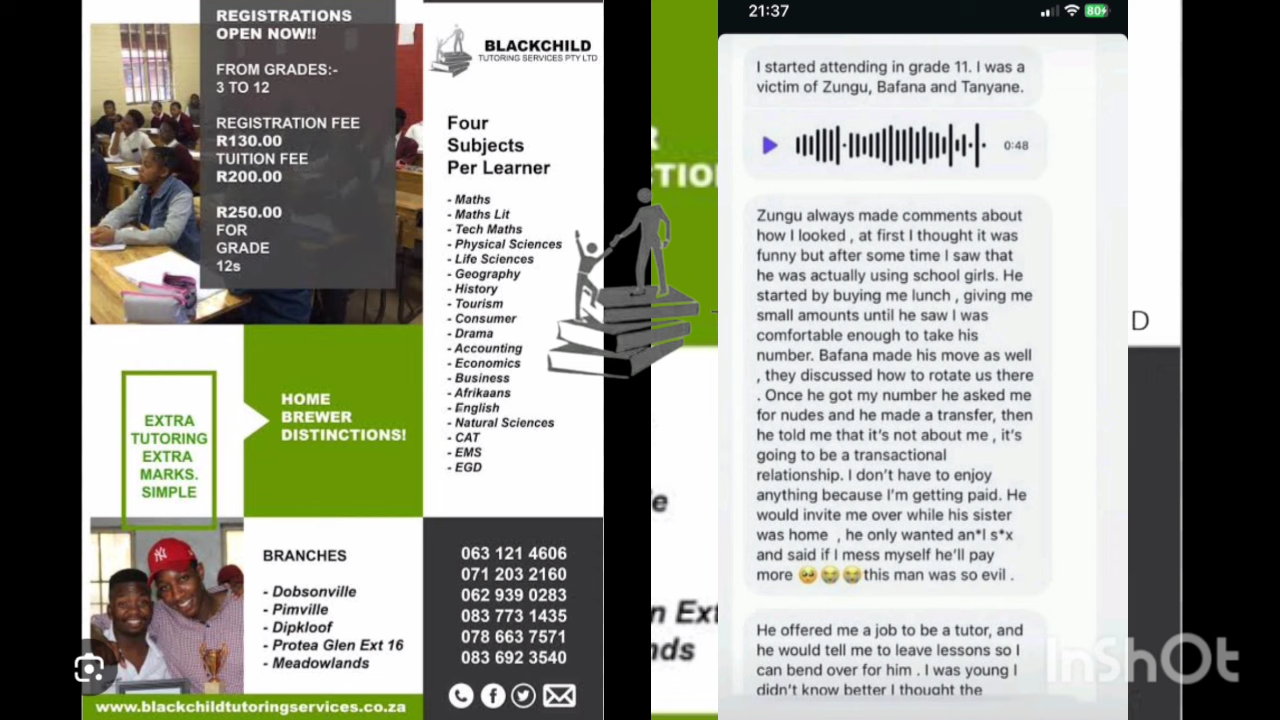 REGISTRATIONS
OPEN NOW!!
FROM GRADES:-
3 TO 12
REGISTRATION FEE
R130.00
TUITION FEE
R200.00
R250.00
FOR
GRADE
12s
EXTRA
TUTORING
EXTRA
MARKS.
SIMPLE
HOME
BREWER
DISTINCTIONS!
BRANCHES
- Dobsonville
- Pimville
- Dipkloof
- Protea Glen Ext 16
- Meadowlands
www.blackchildtutoringservices.co.za
BLACKCHILD
TUTORING SERVICES PTY LTD
Four
Subjects
Per Learner
- Maths
- Maths Lit
- Tech Maths
- Physical Sciences
- Life Sciences
- Geography
- History
- Tourism
- Consumer
- Drama
- Accounting
- Economics
- Business
- Afrikaans
- English
- Natural Sciences
- CAT
- EMS
- EGD
063 121 4606
071 203 2160
062 939 0283
083 773 1435
078 663 7571
083 692 3540
21:37
80
I started attending in grade 11. I was a
victim of Zungu, Bafana and Tanyane.
0:48
Zungu always made comments about
how I looked , at first I thought it was
funny but after some time I saw that
he was actually using school girls. He
started by buying me lunch , giving me
small amounts until he saw I was
comfortable enough to take his
number. Bafana made his move as well
, they discussed how to rotate us there
. Once he got my number he asked me
for nudes and he made a transfer, then
he told me that it's not about me , it's
going to be a transactional
relationship. I don't have to enjoy
anything because I'm getting paid. He
would invite me over while his sister
was home , he only wanted an*l s*x
and said if I mess myself he'll pay
more 🥺😭😭this man was so evil .
He offered me a job to be a tutor, and
he would tell me to leave lessons so I
can bend over for him . I was young I
didn't know better I thought the
D
InShOt